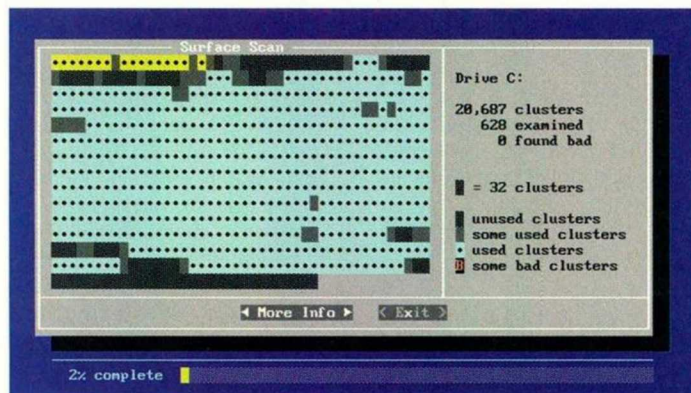 Surface Scan
Drive C:
20,687 clusters
628 examined
0 found bad
= 32 clusters
unused clusters
some used clusters
used clusters
B some bad clusters
◄ More Info ► < Exit >
2% complete